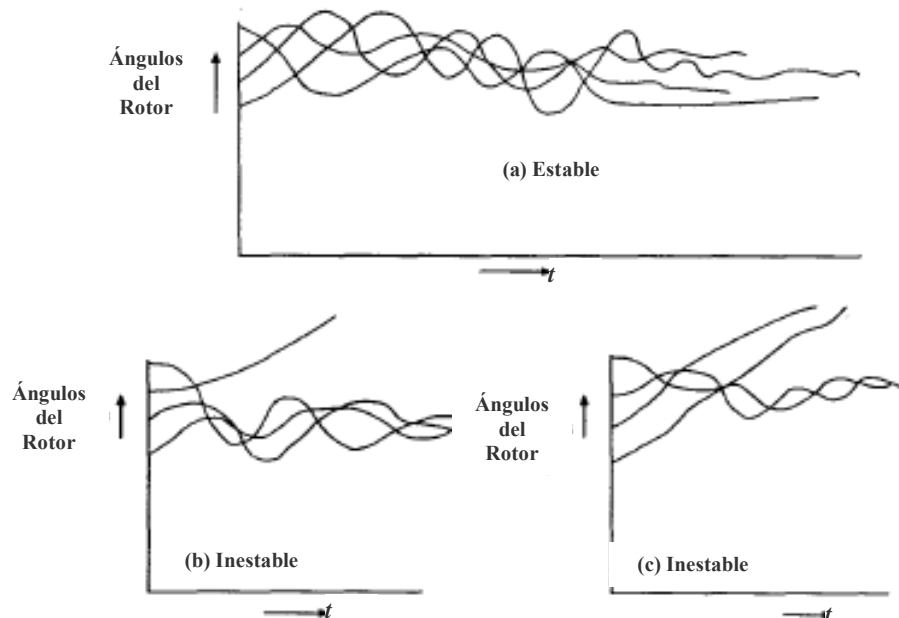 Ángulos
del
Rotor
(a) Estable
t
Ángulos
del
Rotor
(b) Inestable
t
Ángulos
del
Rotor
(c) Inestable
t